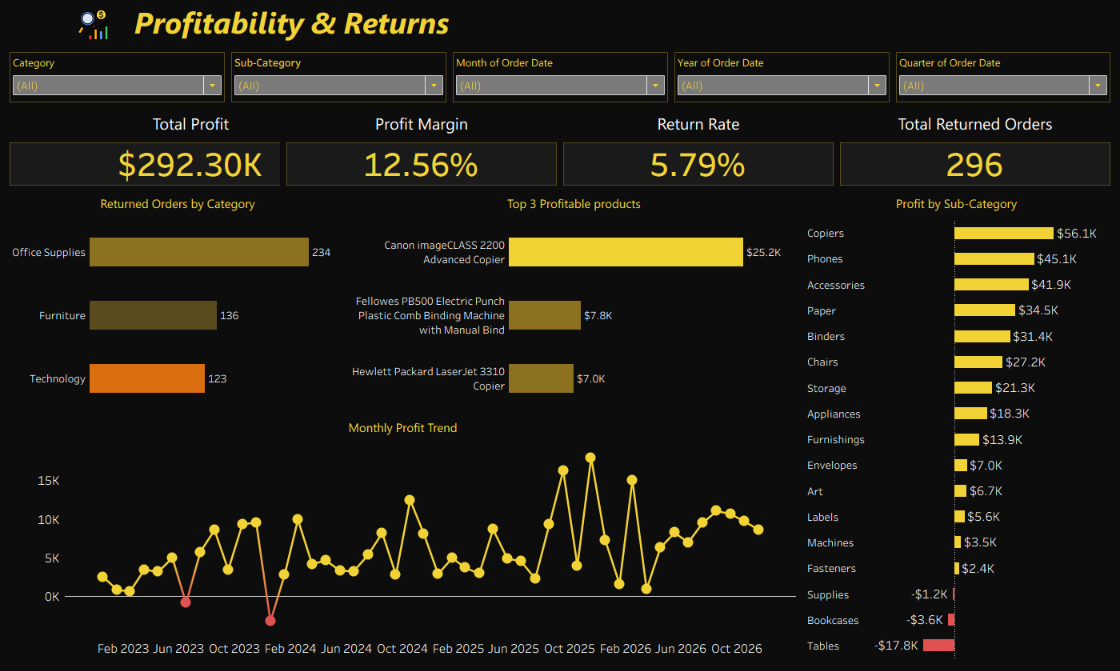 Profitability & Returns
Category
Sub-Category
Month of Order Date
Year of Order Date
Quarter of Order Date
(All)
(All)
(All)
(All)
(All)
Total Profit
Profit Margin
Return Rate
Total Returned Orders
$292.30K
12.56%
5.79%
296
Returned Orders by Category
Office Supplies 234
Furniture 136
Technology 123
Top 3 Profitable products
Canon imageCLASS 2200
Advanced Copier
$25.2K
Fellowes PB500 Electric Punch
Plastic Comb Binding Machine
with Manual Bind
$7.8K
Hewlett Packard LaserJet 3310
Copier
$7.0K
Profit by Sub-Category
Copiers $56.1K
Phones $45.1K
Accessories $41.9K
Paper $34.5K
Binders $31.4K
Chairs $27.2K
Storage $21.3K
Appliances $18.3K
Furnishings $13.9K
Envelopes $7.0K
Art $6.7K
Labels $5.6K
Machines $3.5K
Fasteners $2.4K
Supplies -$1.2K
Bookcases -$3.6K
Tables -$17.8K
Monthly Profit Trend
15K
10K
5K
0K
Feb 2023 Jun 2023 Oct 2023 Feb 2024 Jun 2024 Oct 2024 Feb 2025 Jun 2025 Oct 2025 Feb 2026 Jun 2026 Oct 2026